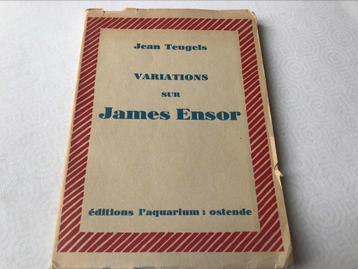 Jean Teugels
VARIATIONS
SUR
James Ensor
éditions l'aquarium : ostende